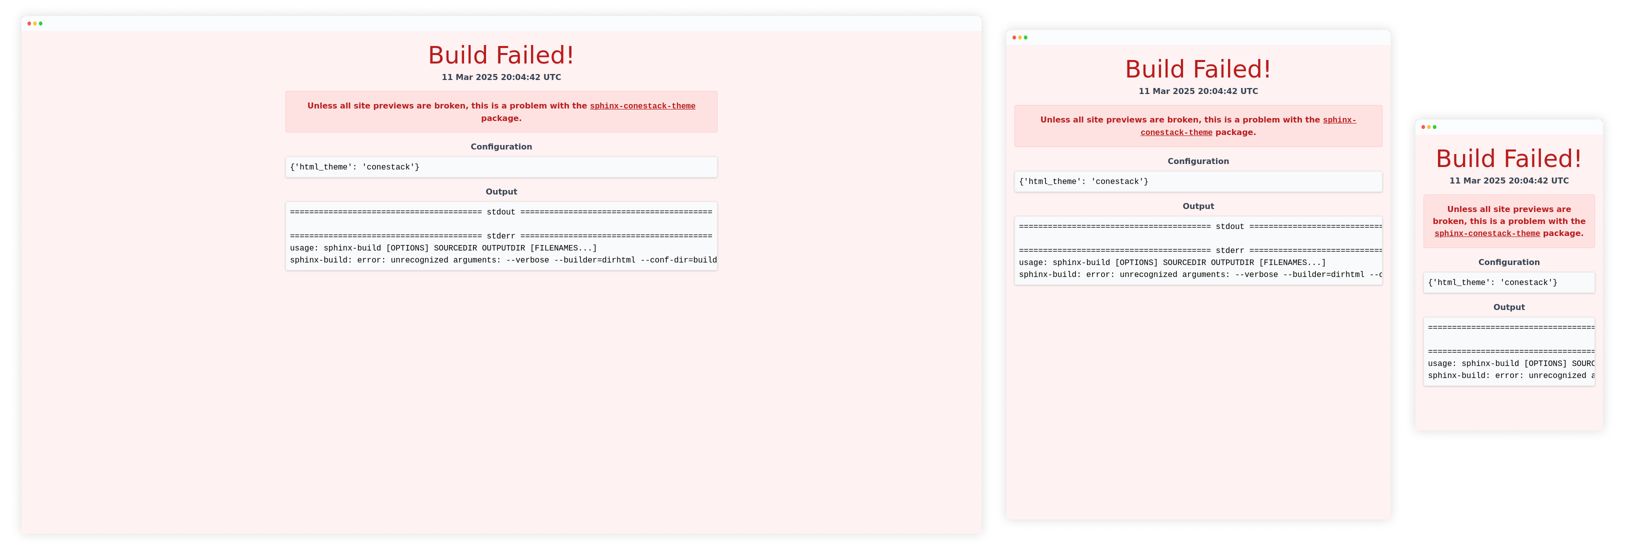 Build Failed!
11 Mar 2025 20:04:42 UTC
Unless all site previews are broken, this is a problem with the sphinx-conestack-theme
package.
Configuration
{'html_theme': 'conestack'}
Output
======================================== stdout ========================================
======================================== stderr ========================================
usage: sphinx-build [OPTIONS] SOURCEDIR OUTPUTDIR [FILENAMES...]
sphinx-build: error: unrecognized arguments: --verbose --builder=dirhtml --conf-dir=build
Build Failed!
11 Mar 2025 20:04:42 UTC
Unless all site previews are broken, this is a problem with the sphinx-
conestack-theme package.
Configuration
{'html_theme': 'conestack'}
Output
======================================== stdout ============================
======================================== stderr ============================
usage: sphinx-build [OPTIONS] SOURCEDIR OUTPUTDIR [FILENAMES...]
sphinx-build: error: unrecognized arguments: --verbose --builder=dirhtml --c
Build Failed!
11 Mar 2025 20:04:42 UTC
Unless all site previews are
broken, this is a problem with the
sphinx-conestack-theme package.
Configuration
{'html_theme': 'conestack'}
Output
===================================
===================================
usage: sphinx-build [OPTIONS] SOURC
sphinx-build: error: unrecognized a